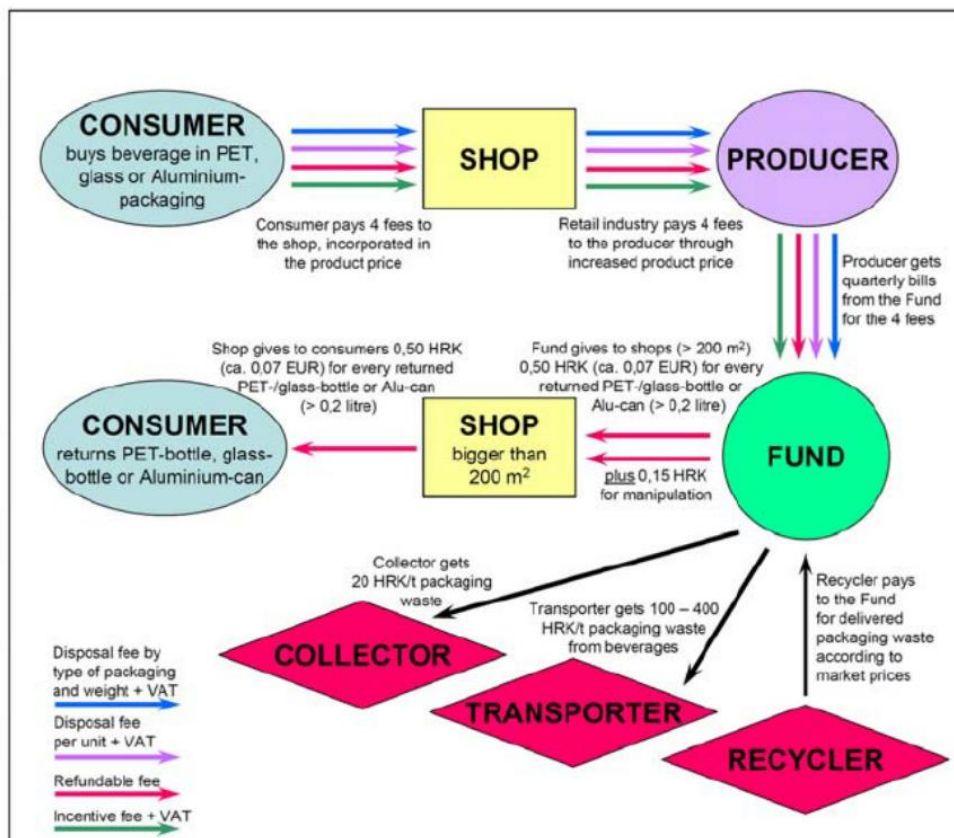 CONSUMER
buys beverage in PET,
glass or Aluminium-
packaging
SHOP
PRODUCER
Consumer pays 4 fees to
the shop, incorporated in
the product price
Retail industry pays 4 fees
to the producer through
increased product price
Producer gets
quarterly bills
from the Fund
for the 4 fees
Shop gives to consumers 0,50 HRK
(ca. 0,07 EUR) for every returned
PET-/glass-bottle or Alu-can
(> 0,2 litre)
Fund gives to shops (> 200 m²)
0,50 HRK (ca. 0,07 EUR) for every
returned PET-/glass-bottle or
Alu-can (> 0,2 litre)
CONSUMER
returns PET-bottle, glass-
bottle or Aluminium-can
SHOP
bigger than
200 m²
FUND
plus 0,15 HRK
for manipulation
Collector gets
20 HRK/t packaging
waste
COLLECTOR
Transporter gets 100 – 400
HRK/t packaging waste
from beverages
TRANSPORTER
Recycler pays
to the Fund
for delivered
packaging waste
according to
market prices
RECYCLER
Disposal fee by
type of packaging
and weight + VAT
Disposal fee
per unit + VAT
Refundable fee
Incentive fee + VAT